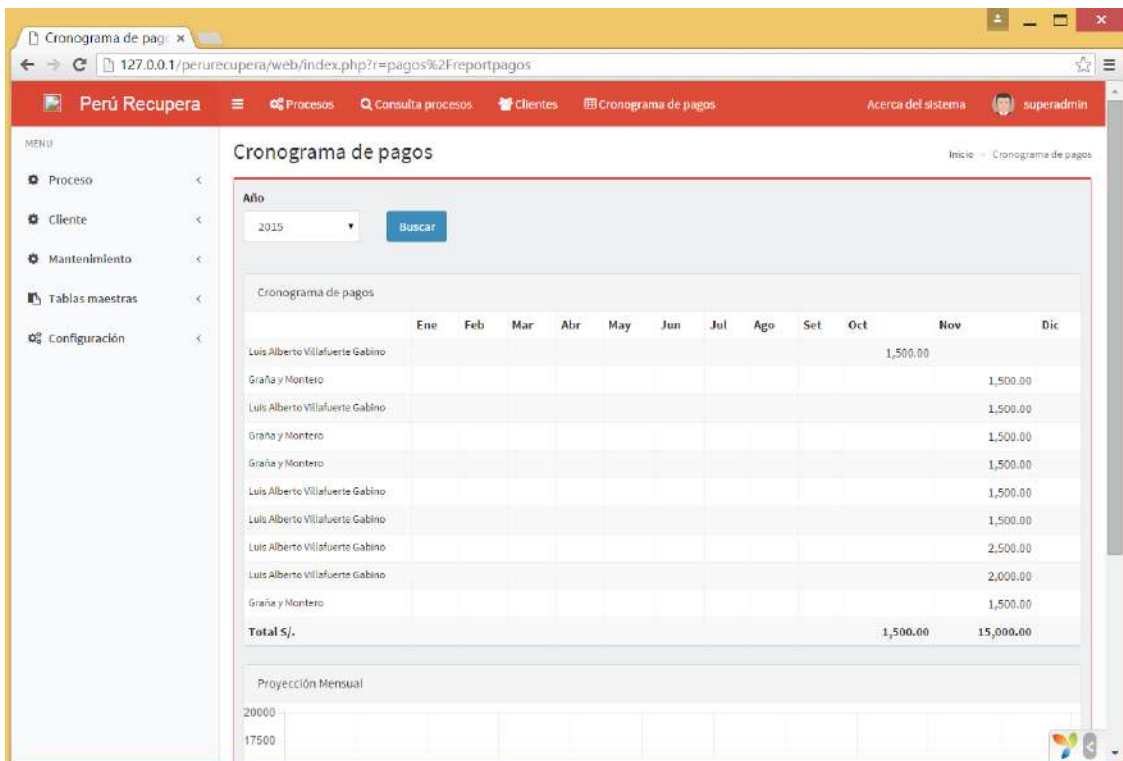 Cronograma de pag
127.0.0.1/perurecupera/web/index.php?r=pagos%2Freportpagos
Perú Recupera Procesos Consulta procesos Clientes Cronograma de pagos Acerca del sistema superadmin
MENU
Proceso
Cliente
Mantenimiento
Tablas maestras
Configuración
Cronograma de pagos
Inicio > Cronograma de pagos
Año
2015 Buscar
Cronograma de pagos
Ene Feb Mar Abr May Jun Jul Ago Set Oct Nov Dic
Luis Alberto Villafuerte Gabino 1,500.00
Graña y Montero 1,500.00
Luis Alberto Villafuerte Gabino 1,500.00
Graña y Montero 1,500.00
Graña y Montero 1,500.00
Luis Alberto Villafuerte Gabino 1,500.00
Luis Alberto Villafuerte Gabino 1,500.00
Luis Alberto Villafuerte Gabino 2,500.00
Luis Alberto Villafuerte Gabino 2,000.00
Graña y Montero 1,500.00
Total S/. 1,500.00 15,000.00
Proyección Mensual
20000
17500